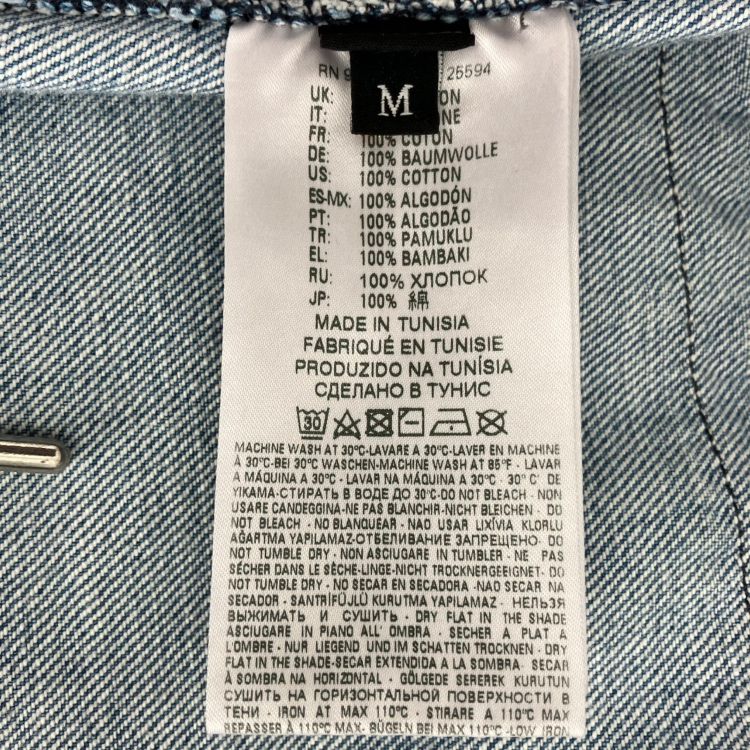 RN 25594
M
UK:
IT:
FR: 100% COTON
DE: 100% BAUMWOLLE
US: 100% COTTON
ES-MX: 100% ALGODÓN
PT: 100% ALGODÃO
TR: 100% PAMUKLU
EL: 100% BAMBAKI
RU: 100% ХЛОПОК
JP: 100% 綿
MADE IN TUNISIA
FABRIQUÉ EN TUNISIE
PRODUZIDO NA TUNÍSIA
СДЕЛАНО В ТУНИС
30
MACHINE WASH AT 30°C-LAVARE A 30°C-LAVER EN MACHINE
À 30°C-BEI 30°C WASCHEN-MACHINE WASH AT 85°F - LAVAR
A MÁQUINA A 30°C - LAVAR NA MÁQUINA A 30°C - 30° C' DE
YIKAMA-СТИРАТЬ В ВОДЕ ДО 30°C-DO NOT BLEACH - NON
USARE CANDEGGINA-NE PAS BLANCHIR-NICHT BLEICHEN - DO
NOT BLEACH - NO BLANQUEAR - NAO USAR LIXÍVIA KLORLU
AĞARTMA YAPILAMAZ-ОТБЕЛИВАНИЕ ЗАПРЕЩЕНО- DO
NOT TUMBLE DRY - NON ASCIUGARE IN TUMBLER - NE PAS
SÉCHER DANS LE SÈCHE-LINGE-NICHT TROCKNERGEEIGNET- DO
NOT TUMBLE DRY - NO SECAR EN SECADORA -NÃO SECAR NA
SECADOR - SANTRİFÜJLÜ KURUTMA YAPILAMAZ - НЕЛЬЗЯ
ВЫЖИМАТЬ И СУШИТЬ - DRY FLAT IN THE SHADE
ASCIUGARE IN PIANO ALL' OMBRA - SÉCHER A PLAT A
L'OMBRE - NUR LIEGEND UND IM SCHATTEN TROCKNEN - DRY
FLAT IN THE SHADE-SECAR EXTENDIDA A LA SOMBRA- SECAR
À SOMBRA NA HORIZONTAL - GÖLGEDE SEREREK KURUTUN
СУШИТЬ НА ГОРИЗОНТАЛЬНОЙ ПОВЕРХНОСТИ В
ТЕНИ - IRON AT MAX 110°C - STIRARE A 110°C MAX
REPASSER À 110°C MAX- BÜGELN BEI MAX 110°C -LOW IRON